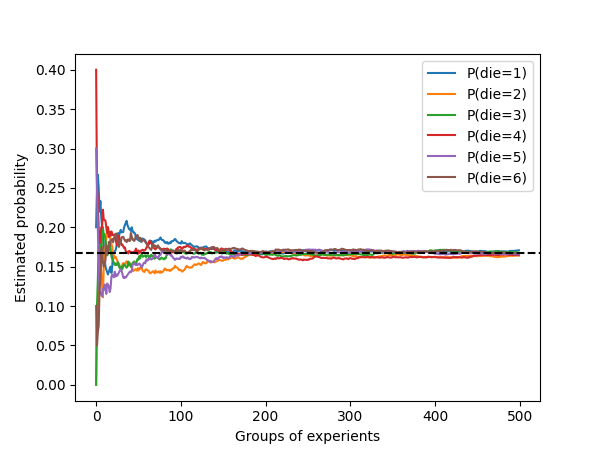 0.40
0.35
0.30
0.25
0.20
0.15
0.10
0.05
0.00
Estimated probability
0 100 200 300 400 500
Groups of experients
P(die=1)
P(die=2)
P(die=3)
P(die=4)
P(die=5)
P(die=6)